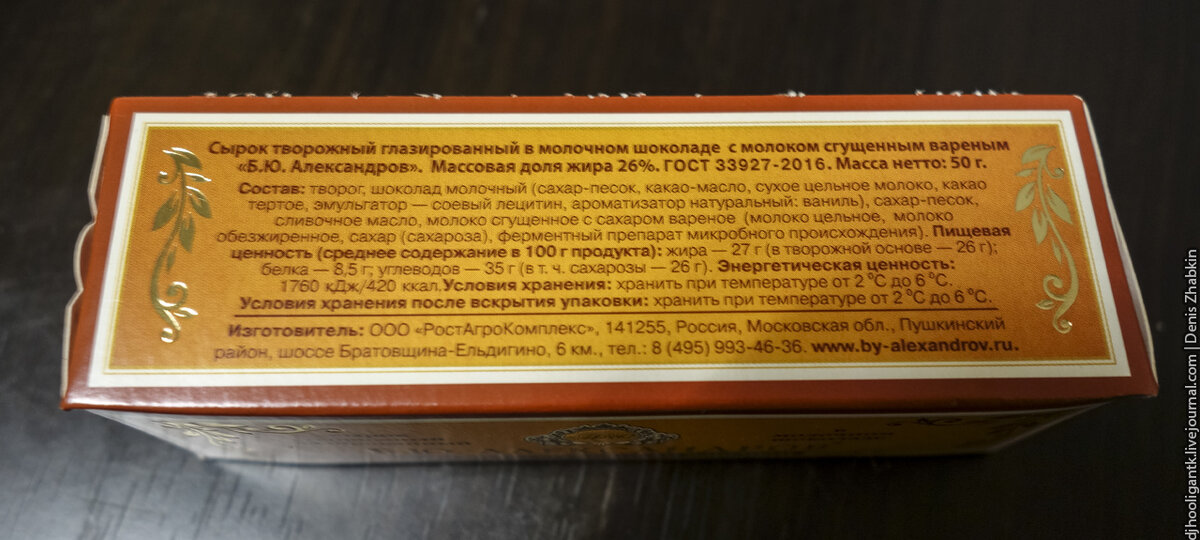 Сырок творожный глазированный в молочном шоколаде с молоком сгущенным вареным
«Б.Ю. Александров». Массовая доля жира 26%. ГОСТ 33927-2016. Масса нетто: 50 г.
Состав: творог, шоколад молочный (сахар-песок, какао-масло, сухое цельное молоко, какао
тертое, эмульгатор — соевый лецитин, ароматизатор натуральный: ваниль), сахар-песок,
сливочное масло, молоко сгущенное с сахаром вареное (молоко цельное, молоко
обезжиренное, сахар (сахароза), ферментный препарат микробного происхождения). Пищевая
ценность (среднее содержание в 100 г продукта): жира — 27 г (в творожной основе — 26 г);
белка — 8,5 г; углеводов — 35 г (в т. ч. сахарозы — 26 г). Энергетическая ценность:
1760 кДж/420 ккал.Условия хранения: хранить при температуре от 2 °С до 6 °С.
Условия хранения после вскрытия упаковки: хранить при температуре от 2 °С до 6 °С.
Изготовитель: ООО «РостАгроКомплекс», 141255, Россия, Московская обл., Пушкинский
район, шоссе Братовщина-Ельдигино, 6 км., тел.: 8 (495) 993-46-36. www.by-alexandrov.ru.
djhooligantk.livejournal.com | Denis Zhabkin